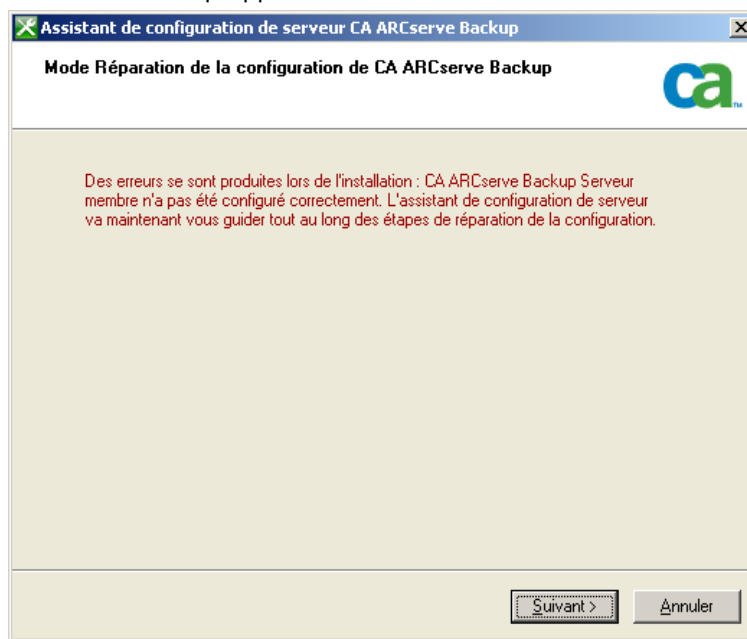 Assistant de configuration de serveur CA ARCserve Backup
Mode Réparation de la configuration de CA ARCserve Backup
ca
TM
Des erreurs se sont produites lors de l'installation : CA ARCserve Backup Serveur
membre n'a pas été configuré correctement. L'assistant de configuration de serveur
va maintenant vous guider tout au long des étapes de réparation de la configuration.
Suivant >
Annuler